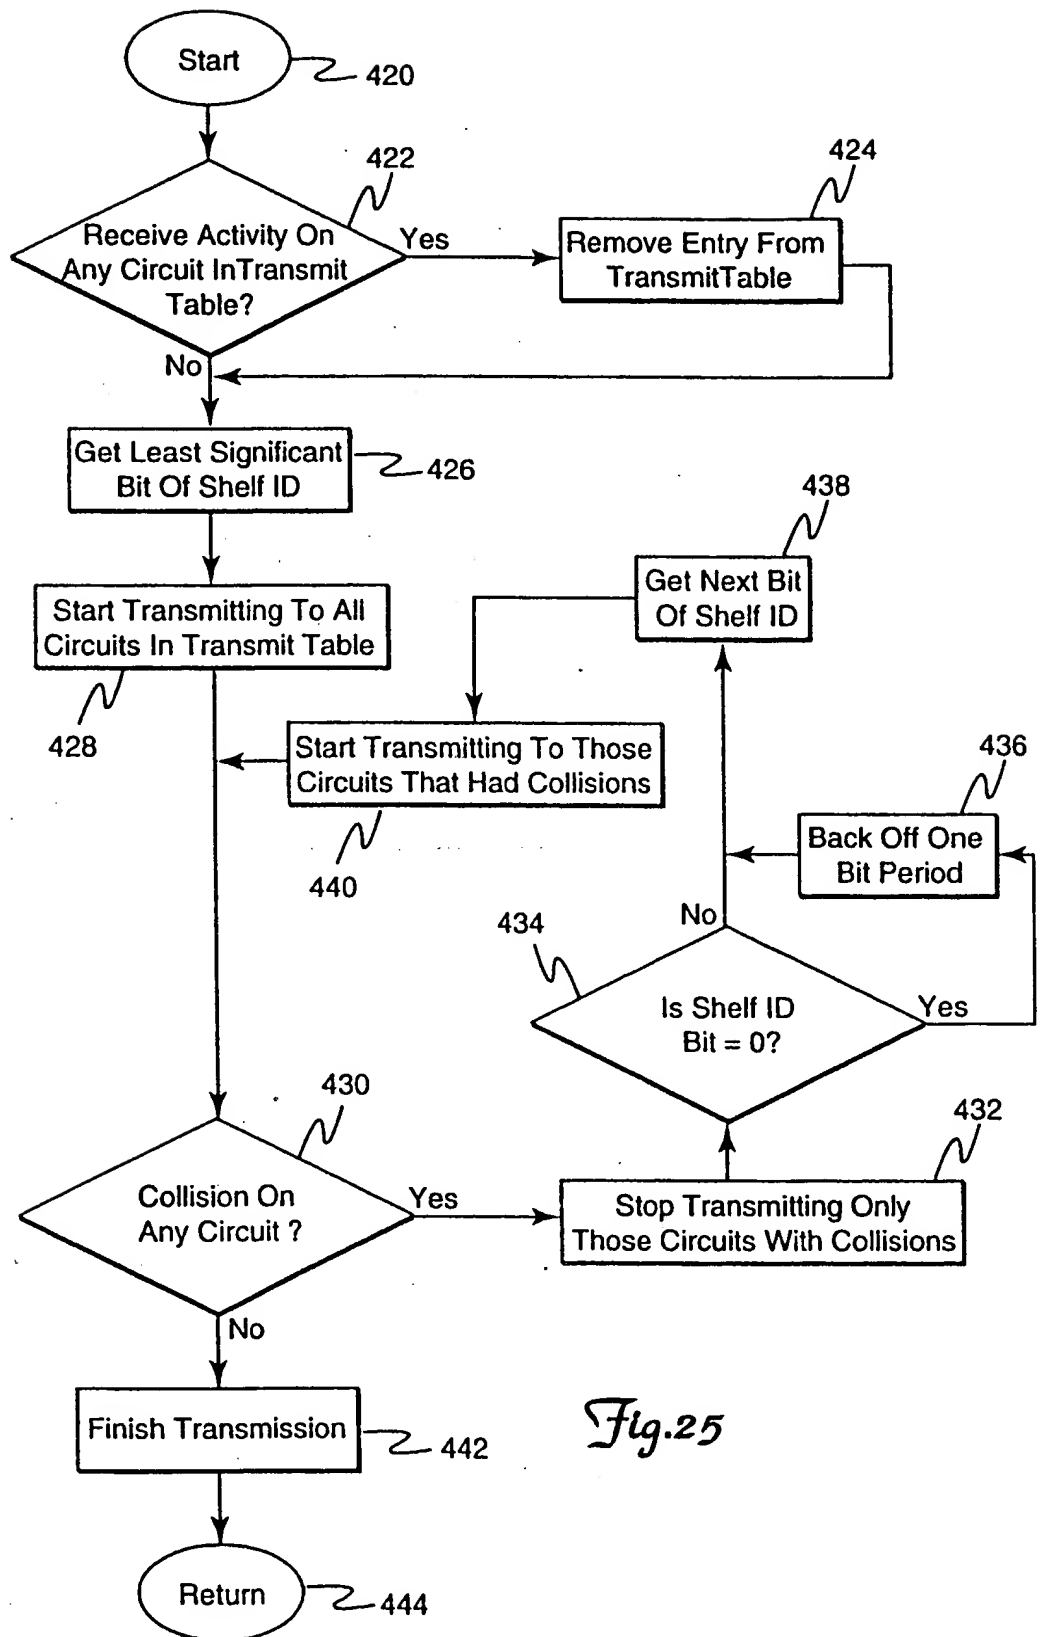 Start
420
422
Receive Activity On
Any Circuit InTransmit
Table?
Yes
No
424
Remove Entry From
TransmitTable
Get Least Significant
Bit Of Shelf ID
426
Start Transmitting To All
Circuits In Transmit Table
428
438
Get Next Bit
Of Shelf ID
Start Transmitting To Those
Circuits That Had Collisions
440
436
Back Off One
Bit Period
434
No
Is Shelf ID
Bit = 0?
Yes
430
Collision On
Any Circuit ?
Yes
No
432
Stop Transmitting Only
Those Circuits With Collisions
Finish Transmission
442
Fig.25
Return
444